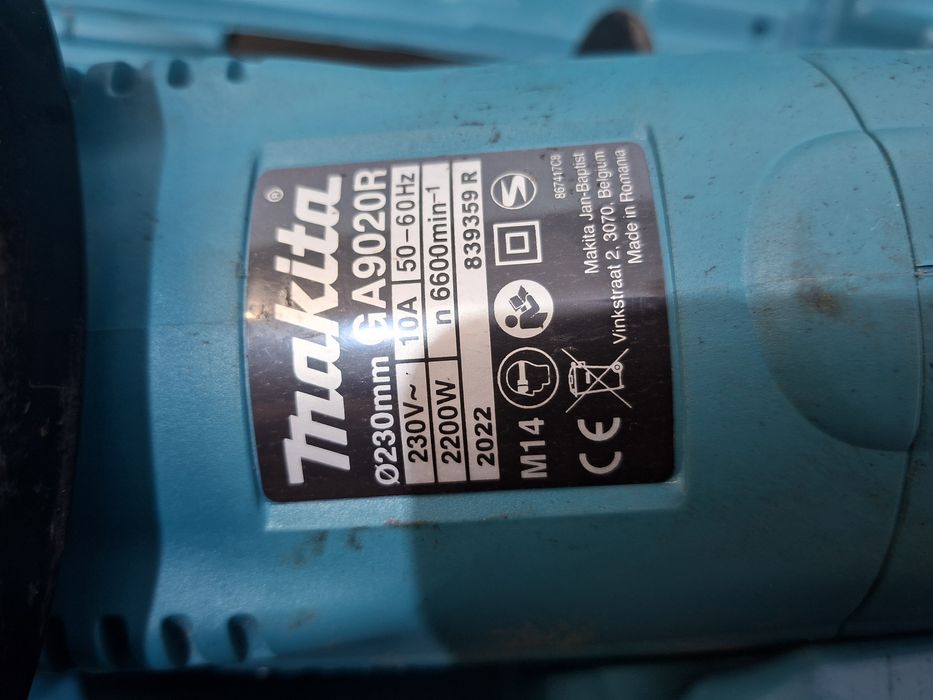 makita®
Ø230mm GA9020R
230V~ 10A 50-60Hz
2200W n 6600min-1
2022 839359 R
M14
CE
867417C8
Makita Jan-Baptist
Vinkstraat 2, 3070, Belgium
Made in Romania